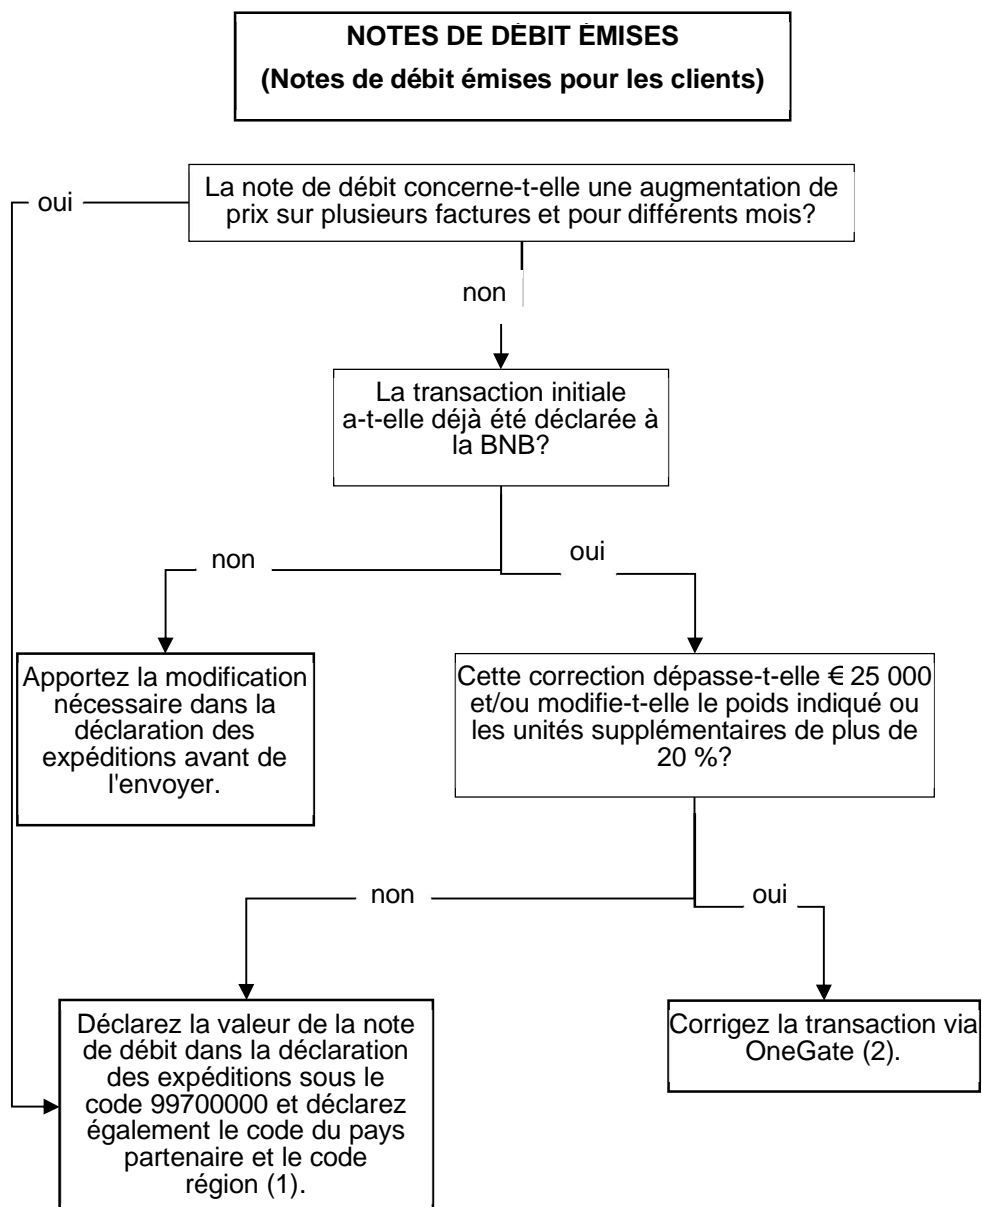 NOTES DE DÉBIT ÉMISES
(Notes de débit émises pour les clients)
oui
La note de débit concerne-t-elle une augmentation de
prix sur plusieurs factures et pour différents mois?
non
La transaction initiale
a-t-elle déjà été déclarée à
la BNB?
non
oui
Apportez la modification
nécessaire dans la
déclaration des
expéditions avant de
l'envoyer.
Cette correction dépasse-t-elle € 25 000
et/ou modifie-t-elle le poids indiqué ou
les unités supplémentaires de plus de
20 %?
non
oui
Déclarez la valeur de la note
de débit dans la déclaration
des expéditions sous le
code 99700000 et déclarez
également le code du pays
partenaire et le code
région (1).
Corrigez la transaction via
OneGate (2).